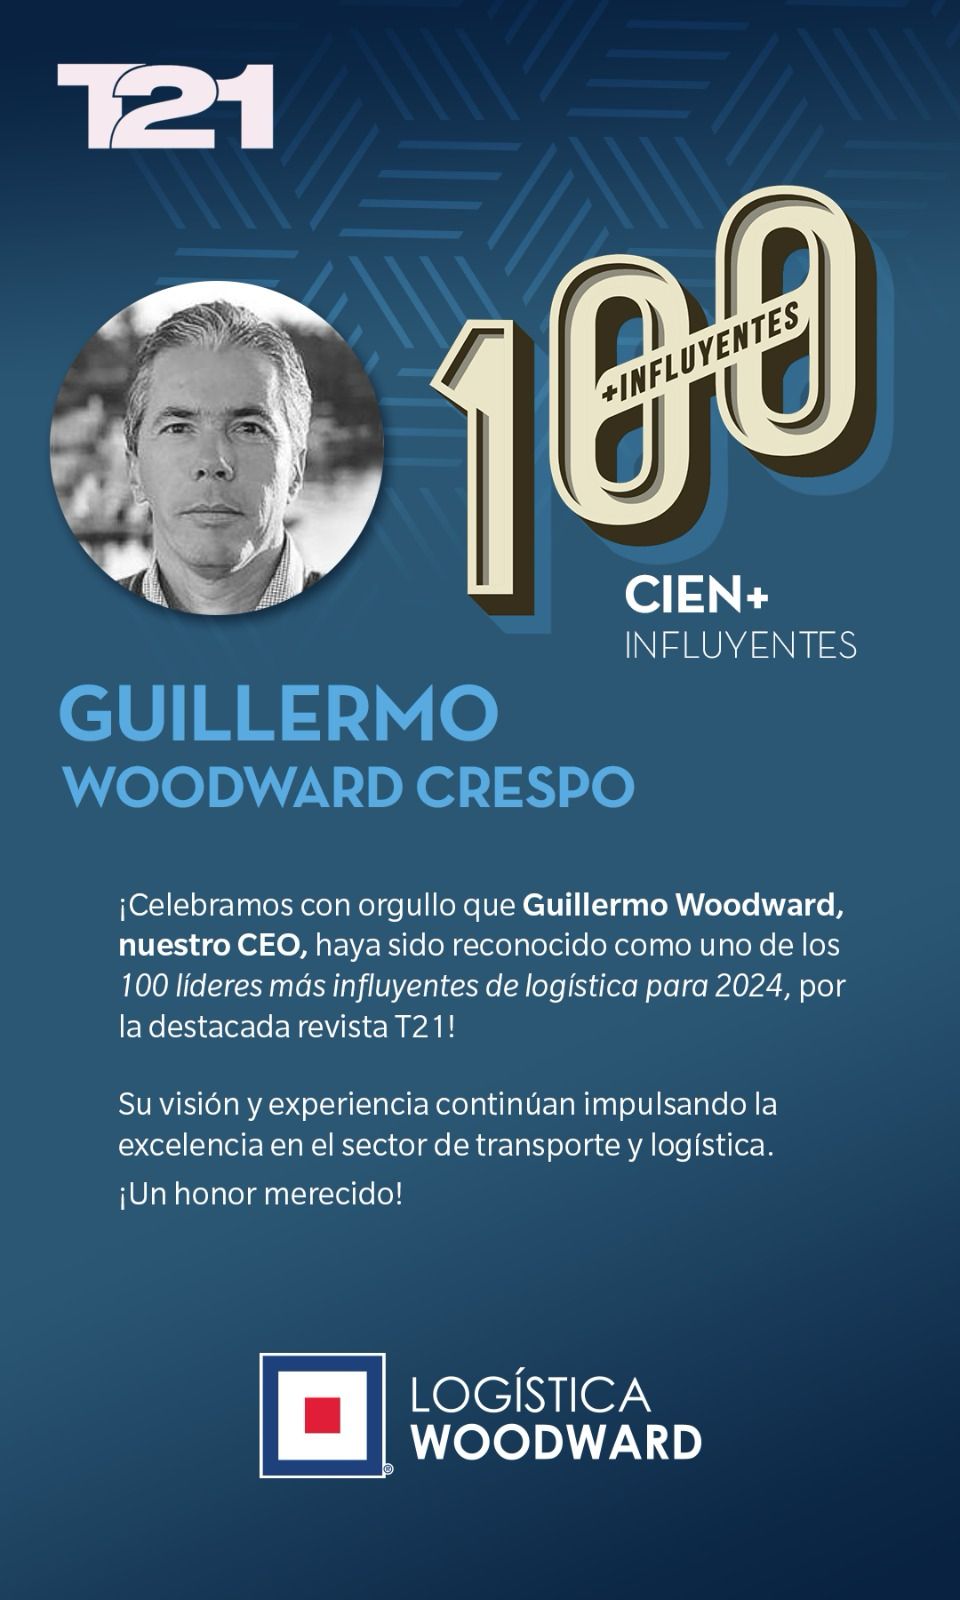 T21
100
+INFLUYENTES
CIEN+
INFLUYENTES
GUILLERMO
WOODWARD CRESPO
¡Celebramos con orgullo que Guillermo Woodward,
nuestro CEO, haya sido reconocido como uno de los
100 líderes más influyentes de logística para 2024, por
la destacada revista T21!
Su visión y experiencia continúan impulsando la
excelencia en el sector de transporte y logística.
¡Un honor merecido!
LOGÍSTICA
WOODWARD
®